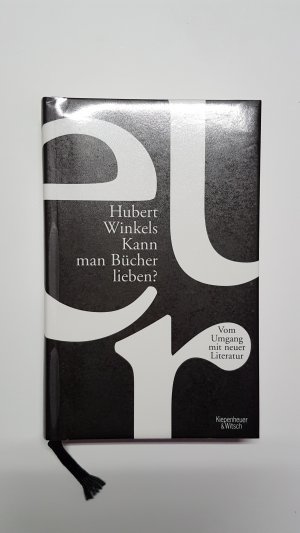 Hubert
Winkels
Kann
man Bücher
lieben?
Vom
Umgang
mit neuer
Literatur
Kiepenheuer
&Witsch